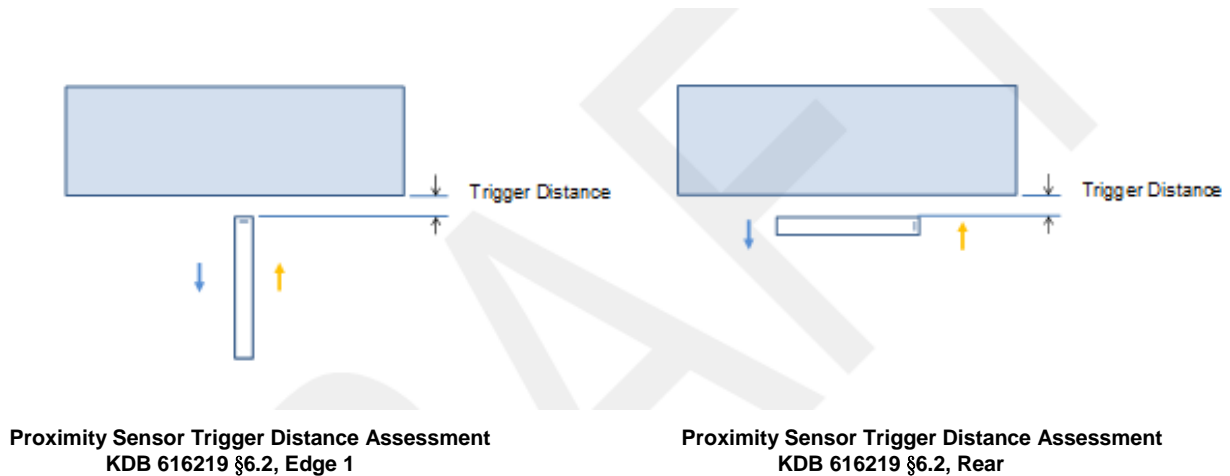 Trigger Distance
Trigger Distance
Proximity Sensor Trigger Distance Assessment
KDB 616219 §6.2, Edge 1
Proximity Sensor Trigger Distance Assessment
KDB 616219 §6.2, Rear